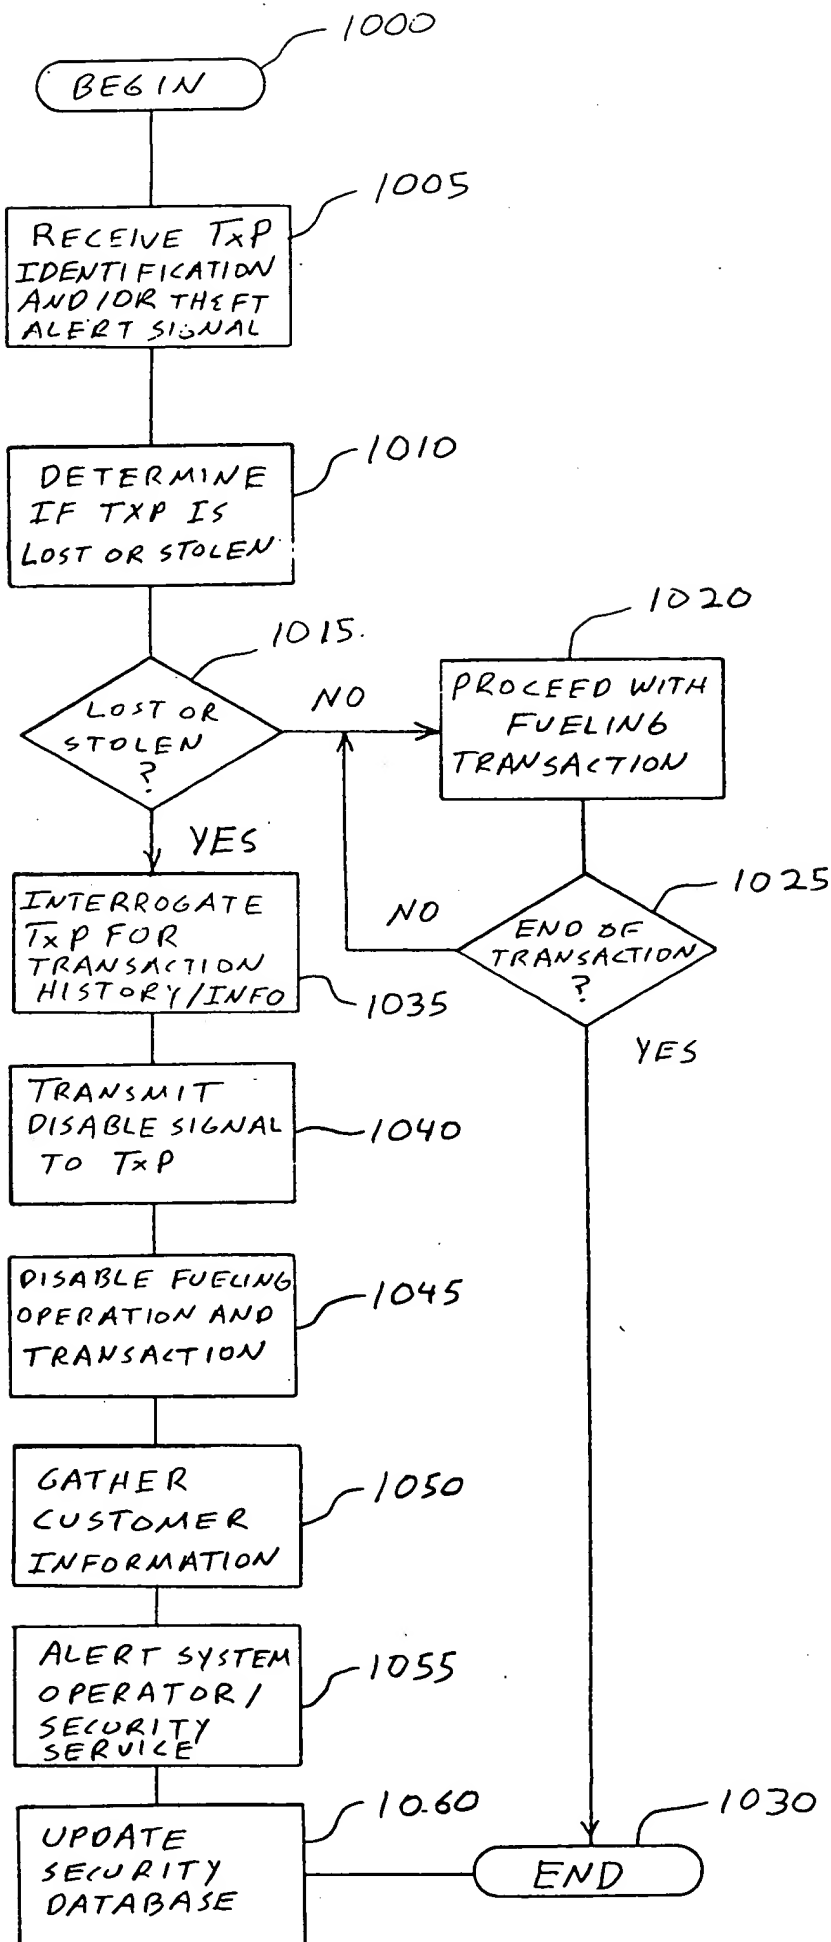 1000
BEGIN
1005
RECEIVE TXP
IDENTIFICATION
AND/OR THEFT
ALERT SIGNAL
1010
DETERMINE
IF TXP IS
LOST OR STOLEN
1015.
LOST OR
STOLEN
?
NO
1020
PROCEED WITH
FUELING
TRANSACTION
YES
1025
NO
END OF
TRANSACTION
?
YES
INTERROGATE
TXP FOR
TRANSACTION
HISTORY/INFO
1035
TRANSMIT
DISABLE SIGNAL
TO TXP
1040
DISABLE FUELING
OPERATION AND
TRANSACTION
1045
GATHER
CUSTOMER
INFORMATION
1050
ALERT SYSTEM
OPERATOR/
SECURITY
SERVICE
1055
10.60
UPDATE
SECURITY
DATABASE
1030
END